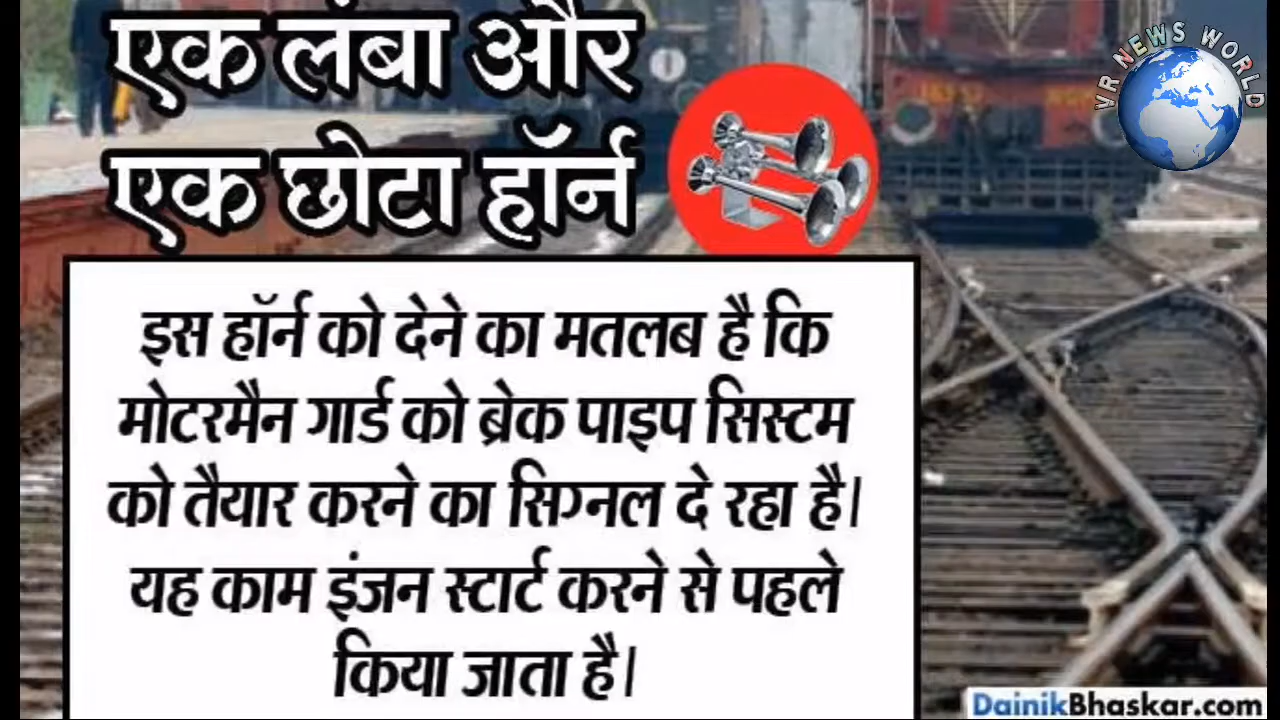 एक लंबा और
एक छोटा हॉर्न
VR NEWS WORLD
इस हॉर्न को देने का मतलब है कि
मोटरमैन गार्ड को ब्रेक पाइप सिस्टम
को तैयार करने का सिग्नल दे रहा है।
यह काम इंजन स्टार्ट करने से पहले
किया जाता है।
DainikBhaskar.com